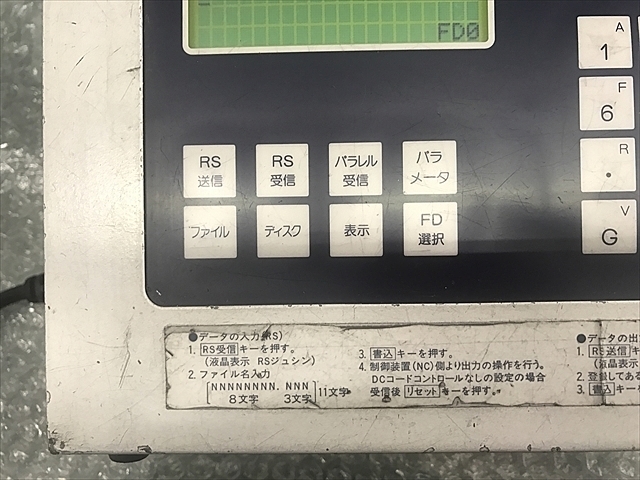 FD0
A
1
F
6
R
.
V
G
RS
送信
RS
受信
パラレル
受信
パラ
メータ
ファイル
ディスク
表示
FD
選択
●データの入力(RS)
1. RS受信 キーを押す。
(液晶表示 RSジュシン)
2. ファイル名入力
[NNNNNNNN. NNN] 11文字
8文字 3文字
3. 書込 キーを押す。
4. 制御装置(NC)側より出力の操作を行う。
DCコードコントロールなしの設定の場合
受信後 リセット キーを押す。
●データの出
1. RS送信 キ
(液晶表示
2. 登録してある
3. 書込 キー